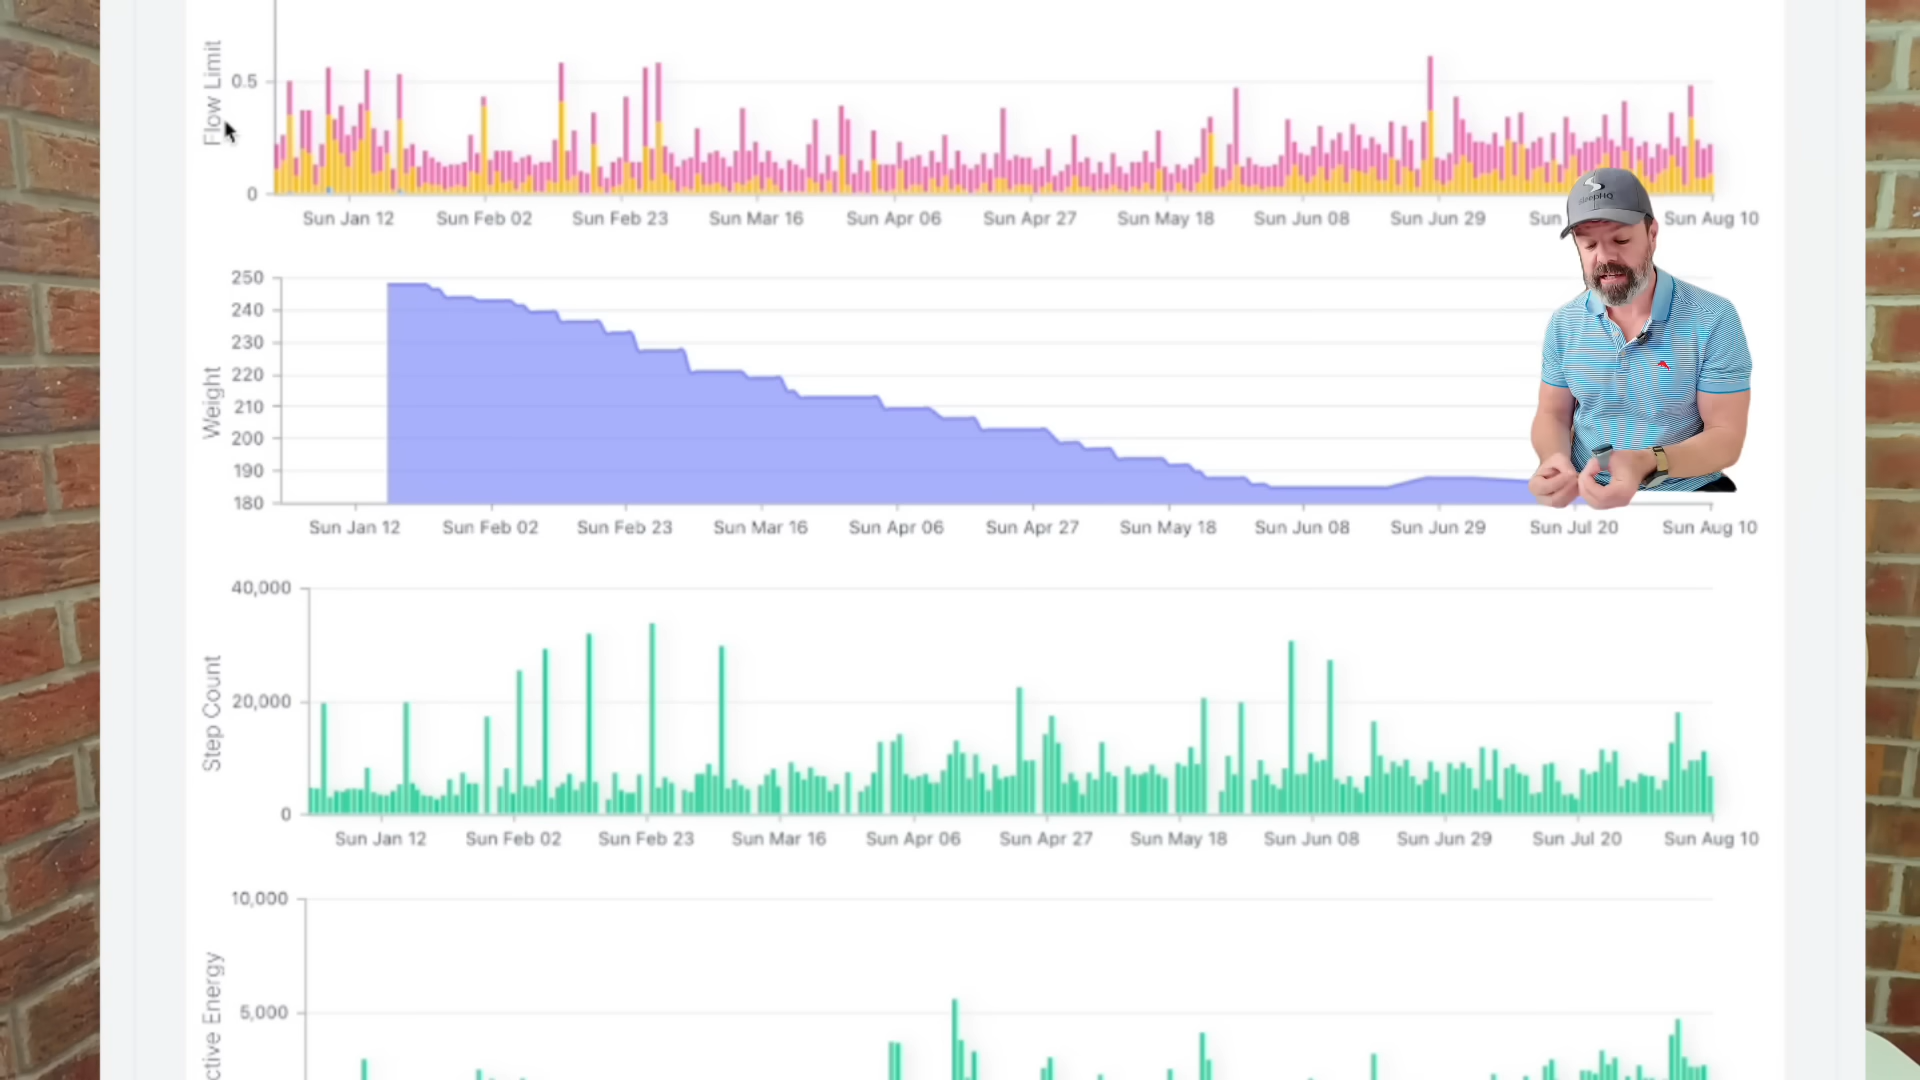 Flow Limit
0.5
0
Sun Jan 12 Sun Feb 02 Sun Feb 23 Sun Mar 16 Sun Apr 06 Sun Apr 27 Sun May 18 Sun Jun 08 Sun Jun 29 Sun Sun Aug 10
sleepHQ
Weight
250
240
230
220
210
200
190
180
Sun Jan 12 Sun Feb 02 Sun Feb 23 Sun Mar 16 Sun Apr 06 Sun Apr 27 Sun May 18 Sun Jun 08 Sun Jun 29 Sun Jul 20 Sun Aug 10
Step Count
40,000
20,000
0
Sun Jan 12 Sun Feb 02 Sun Feb 23 Sun Mar 16 Sun Apr 06 Sun Apr 27 Sun May 18 Sun Jun 08 Sun Jun 29 Sun Jul 20 Sun Aug 10
ctive Energy
10,000
5,000